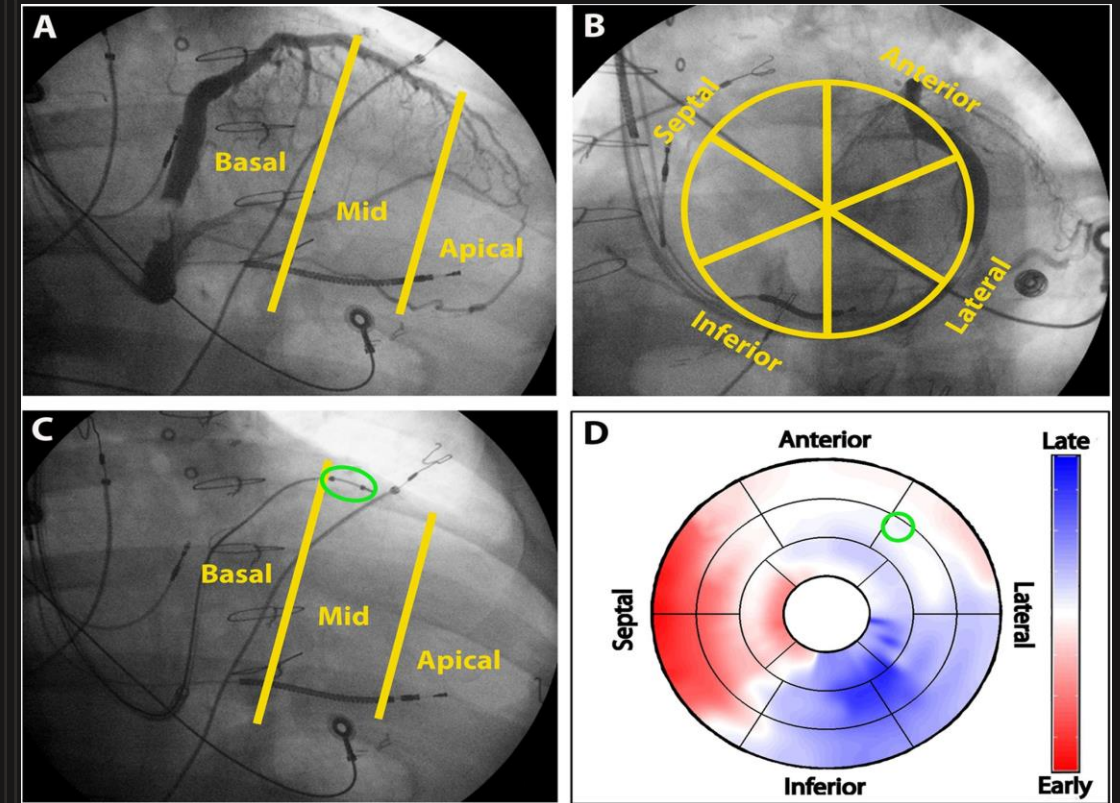 A
Basal
Mid
Apical
B
Septal
Anterior
Inferior
Lateral
C
Basal
Mid
Apical
D
Anterior
Septal
Lateral
Inferior
Late
Early